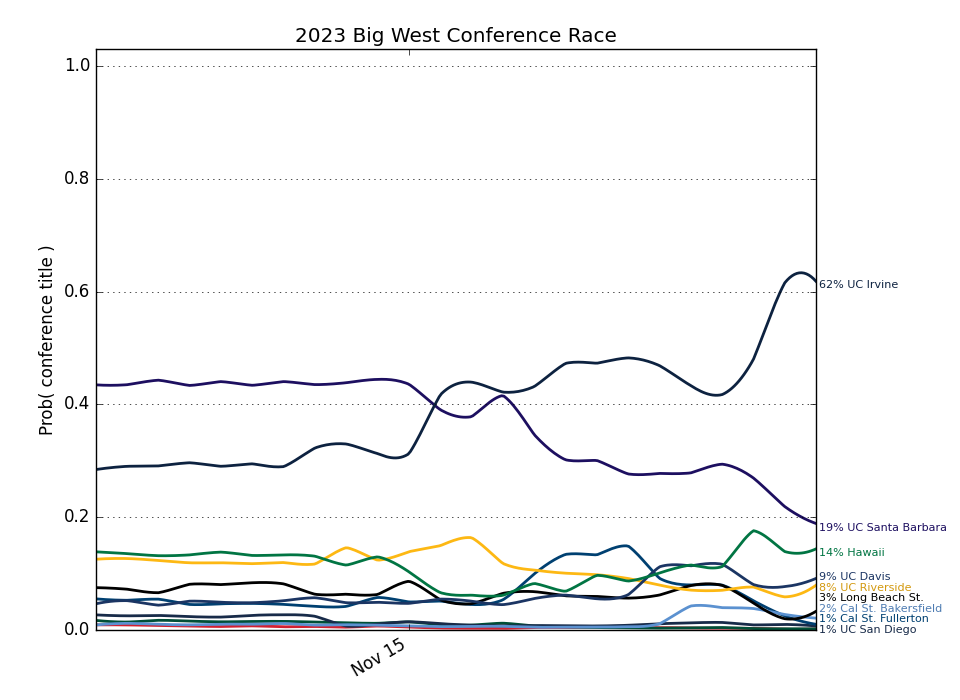 2023 Big West Conference Race
Prob( conference title )
1.0
0.8
0.6
0.4
0.2
0.0
Nov 15
62% UC Irvine
19% UC Santa Barbara
14% Hawaii
9% UC Davis
8% UC Riverside
3% Long Beach St.
2% Cal St. Bakersfield
1% Cal St. Fullerton
1% UC San Diego